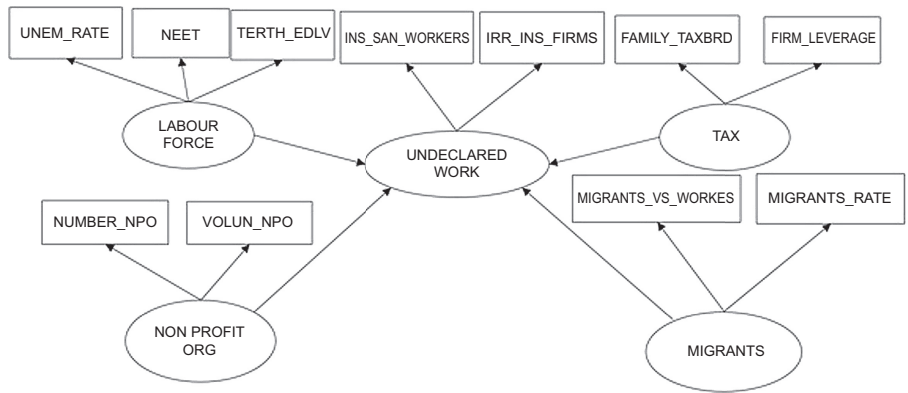 UNEM_RATE
NEET
TERTH_EDLV
INS_SAN_WORKERS
IRR_INS_FIRMS
FAMILY_TAXBRD
FIRM_LEVERAGE
LABOUR
FORCE
UNDECLARED
WORK
TAX
NUMBER_NPO
VOLUN_NPO
MIGRANTS_VS_WORKES
MIGRANTS_RATE
NON PROFIT
ORG
MIGRANTS